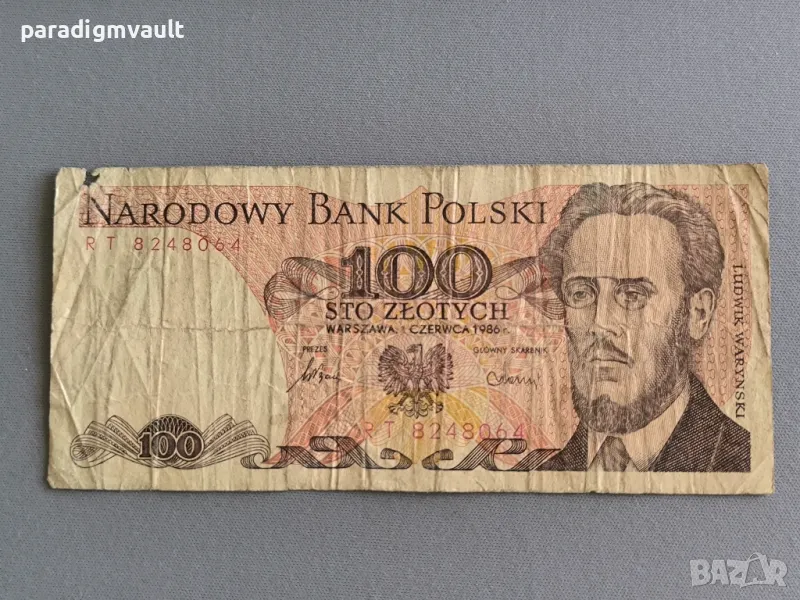 paradigmvault
NARODOWY BANK POLSKI
RT 8248064
100
STO ZŁOTYCH
WARSZAWA, 1 CZERWCA 1986 r.
PREZES
GŁÓWNY SKARBNIK
LUDWIK WARYŃSKI
RT 8248064
100
BAZAR